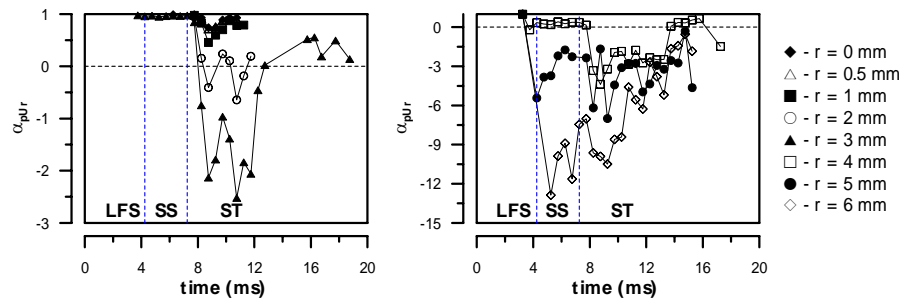 α_pUr
1
0
-1
-2
-3
LFS SS ST
0 4 8 12 16 20
time (ms)
α_pUr
0
-3
-6
-9
-12
-15
LFS SS ST
0 4 8 12 16 20
time (ms)
- r = 0 mm
- r = 0.5 mm
- r = 1 mm
- r = 2 mm
- r = 3 mm
- r = 4 mm
- r = 5 mm
- r = 6 mm